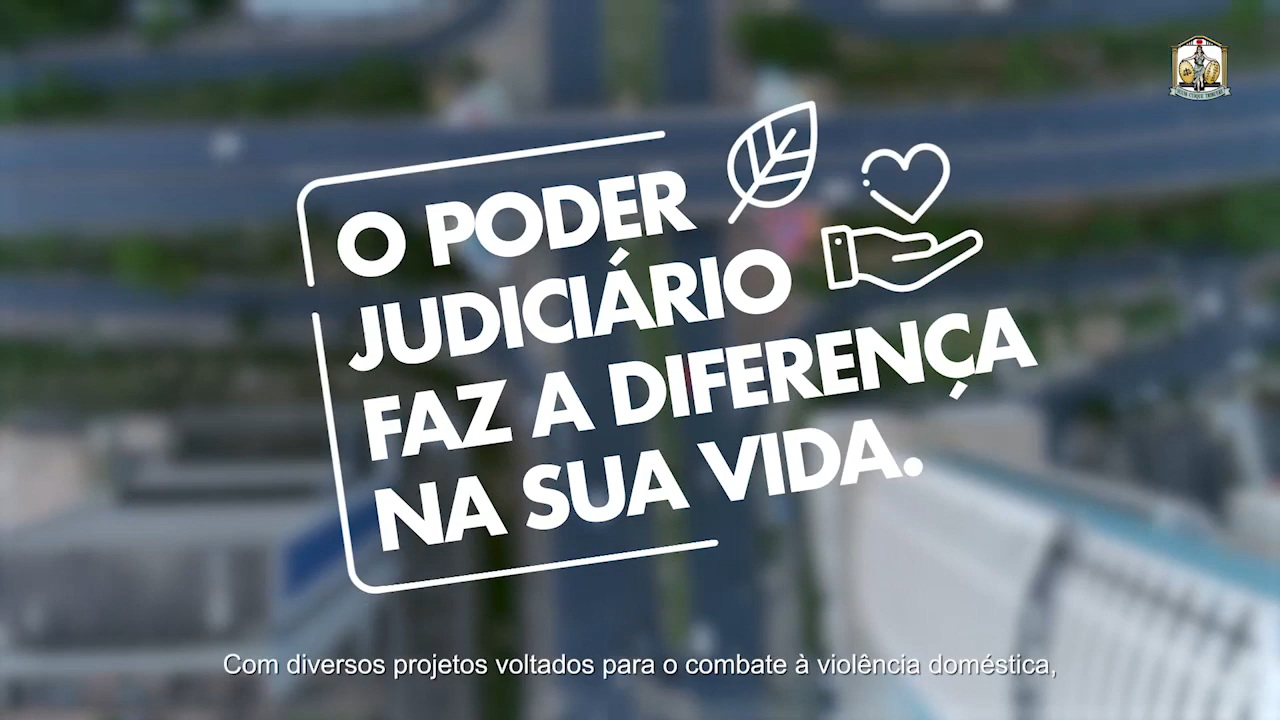 O PODER
JUDICIÁRIO
FAZ A DIFERENÇA
NA SUA VIDA.
Com diversos projetos voltados para o combate à violência doméstica,